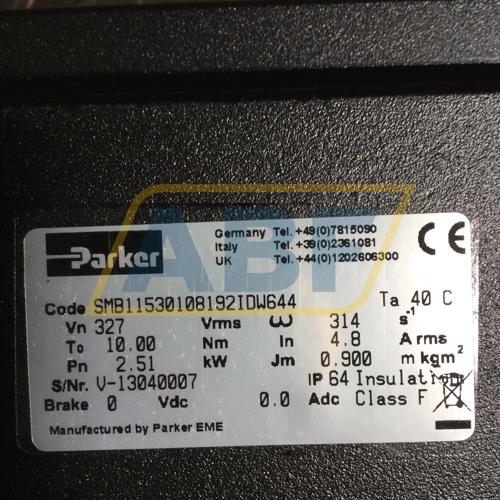 Parker
Germany Tel. +49(0)7815090
Italy Tel. +39(0)2361081
UK Tel. +44(0)1202606300
CE
Code SMB11530108192IDW644 Ta 40 C
Vn 327 Vrms ω 314 s-1
To 10.00 Nm In 4.8 A rms
Pn 2.51 kW Jm 0.900 m kgm2
S/Nr. V-13040007 IP 64 Insulation
Brake 0 Vdc 0.0 Adc Class F
Manufactured by Parker EME
ABF